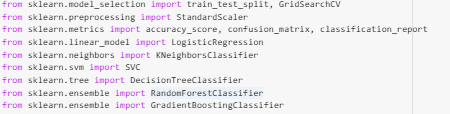 from sklearn.model_selection import train_test_split, GridSearchCV
from sklearn.preprocessing import StandardScaler
from sklearn.metrics import accuracy_score, confusion_matrix, classification_report
from sklearn.linear_model import LogisticRegression
from sklearn.neighbors import KNeighborsClassifier
from sklearn.svm import SVC
from sklearn.tree import DecisionTreeClassifier
from sklearn.ensemble import RandomForestClassifier
from sklearn.ensemble import GradientBoostingClassifier